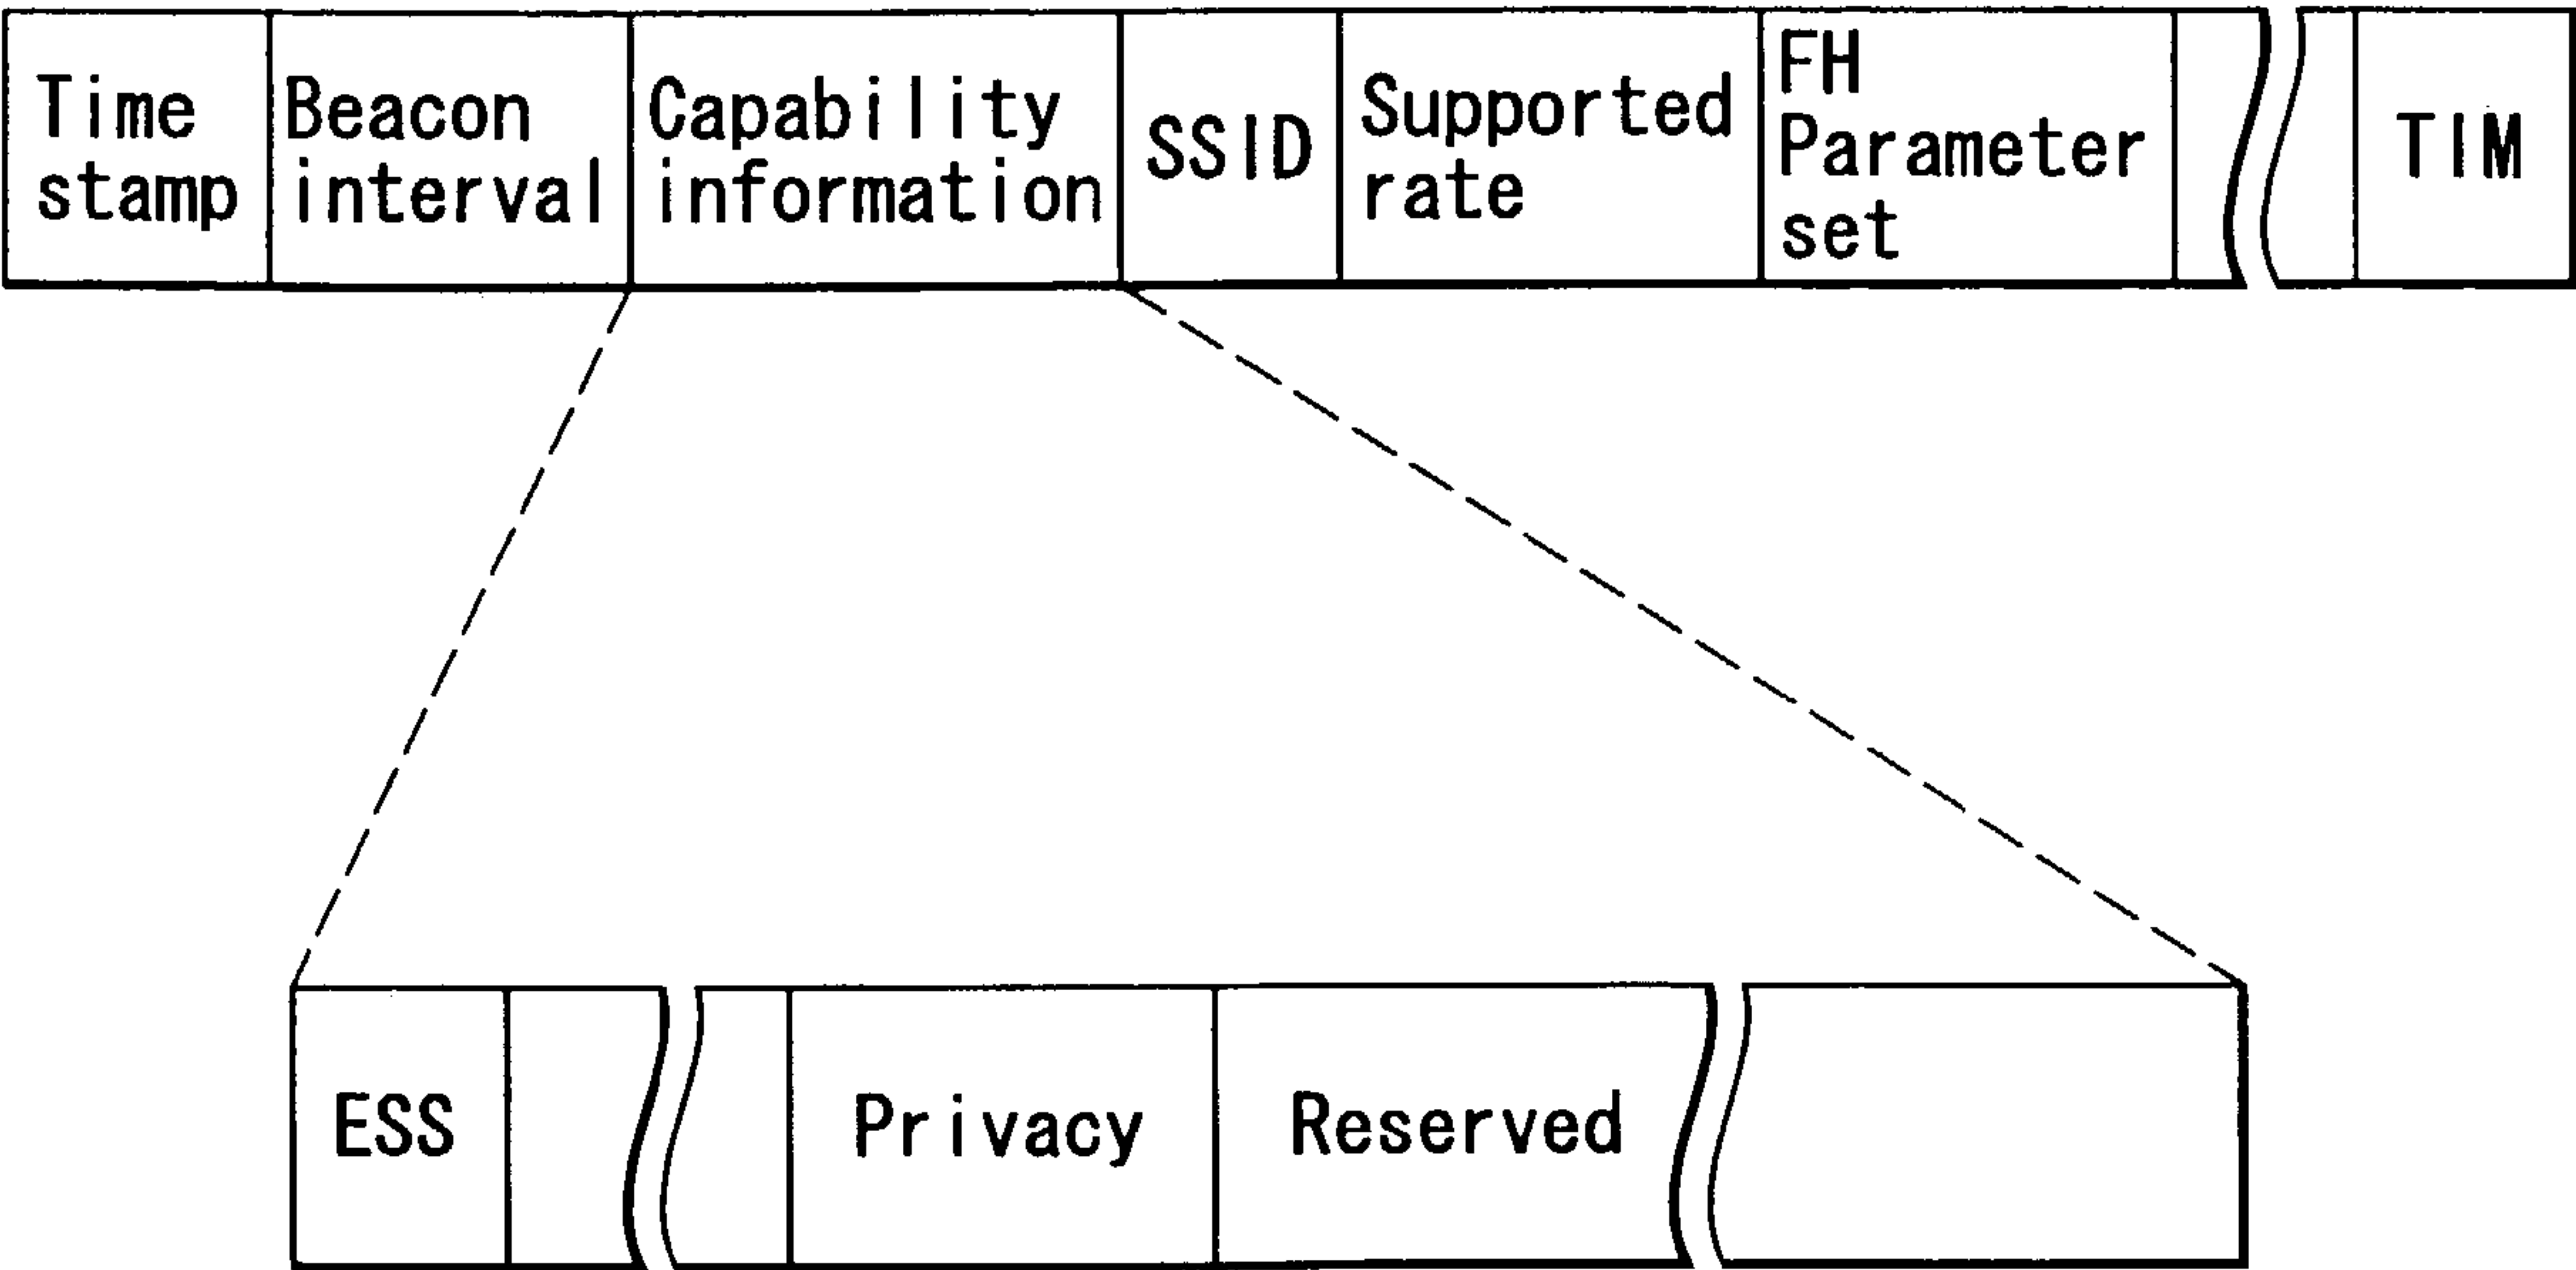 Time
stamp
Beacon
interval
Capability
information
SSID
Supported
rate
FH
Parameter
set
TIM
ESS
Privacy
Reserved